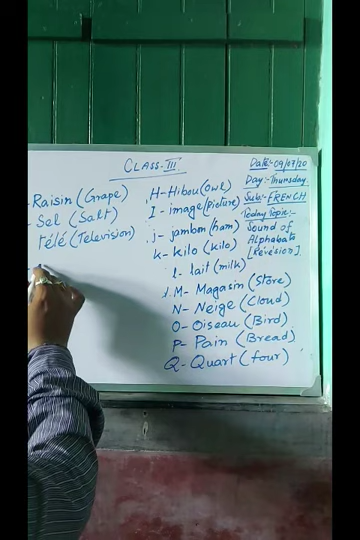 CLASS-III
Date:- 09/07/20
Day:- Thursday
Sub:- FRENCH
Today Topic:-
Sound of
Alphabats
[Révésion]
- Raisin (Grape)
- Sel (Salt)
télé (Television)
H- Hibou (owl)
I - image (picture)
j- jambon (ham)
k- kilo (kilo)
l- lait (milk)
M- Magasin (Store)
N- Neige (Cloud)
O- Oiseau (Bird)
P- Pain (Bread)
Q- Quart (four)